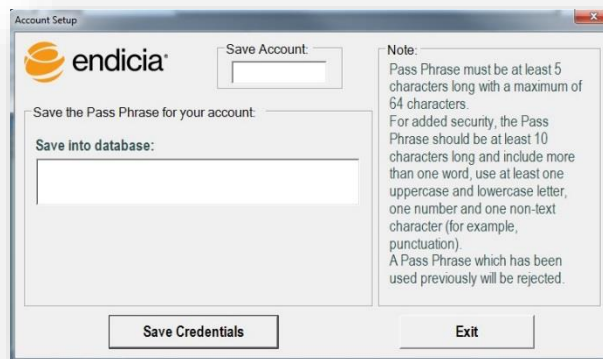 Account Setup
x
endicia
Save Account:
Save the Pass Phrase for your account:
Save into database:
Save Credentials
Note:
Pass Phrase must be at least 5
characters long with a maximum of
64 characters.
For added security, the Pass
Phrase should be at least 10
characters long and include more
than one word, use at least one
uppercase and lowercase letter,
one number and one non-text
character (for example,
punctuation).
A Pass Phrase which has been
used previously will be rejected.
Exit